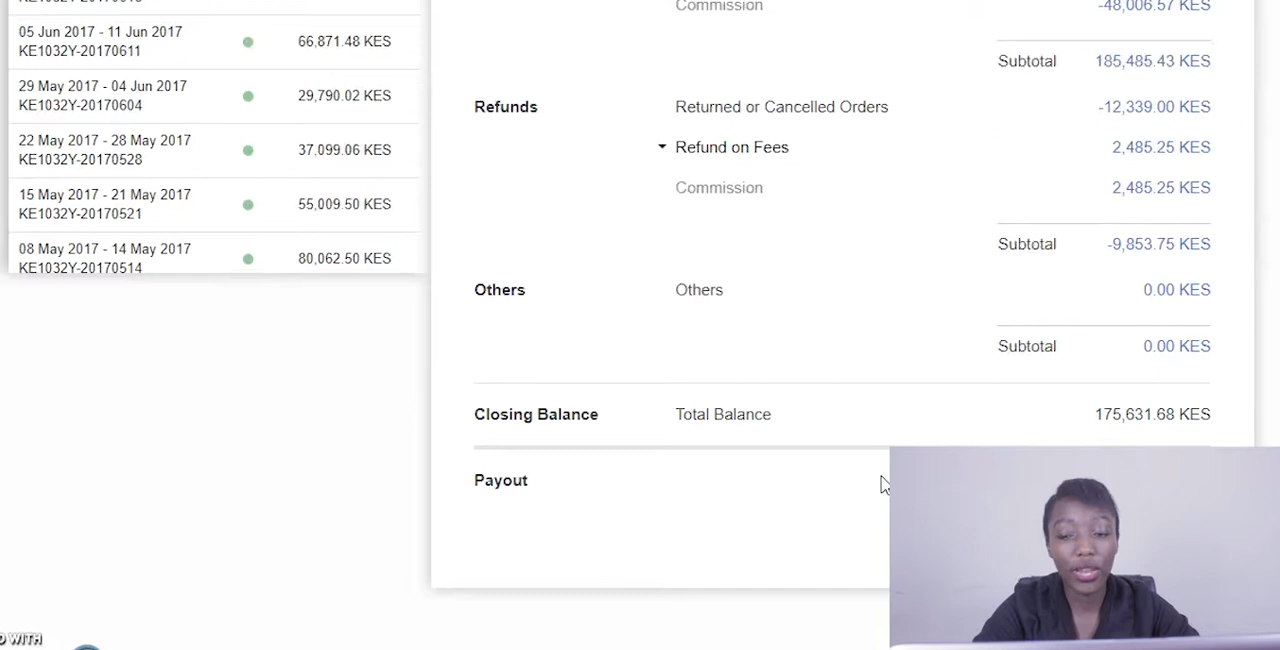 05 Jun 2017 - 11 Jun 2017
KE1032Y-20170611
66,871.48 KES
29 May 2017 - 04 Jun 2017
KE1032Y-20170604
29,790.02 KES
22 May 2017 - 28 May 2017
KE1032Y-20170528
37,099.06 KES
15 May 2017 - 21 May 2017
KE1032Y-20170521
55,009.50 KES
08 May 2017 - 14 May 2017
KE1032Y-20170514
80,062.50 KES
Commission -48,006.57 KES
Subtotal 185,485.43 KES
Refunds Returned or Cancelled Orders -12,339.00 KES
Refund on Fees 2,485.25 KES
Commission 2,485.25 KES
Subtotal -9,853.75 KES
Others Others 0.00 KES
Subtotal 0.00 KES
Closing Balance Total Balance 175,631.68 KES
Payout
WITH